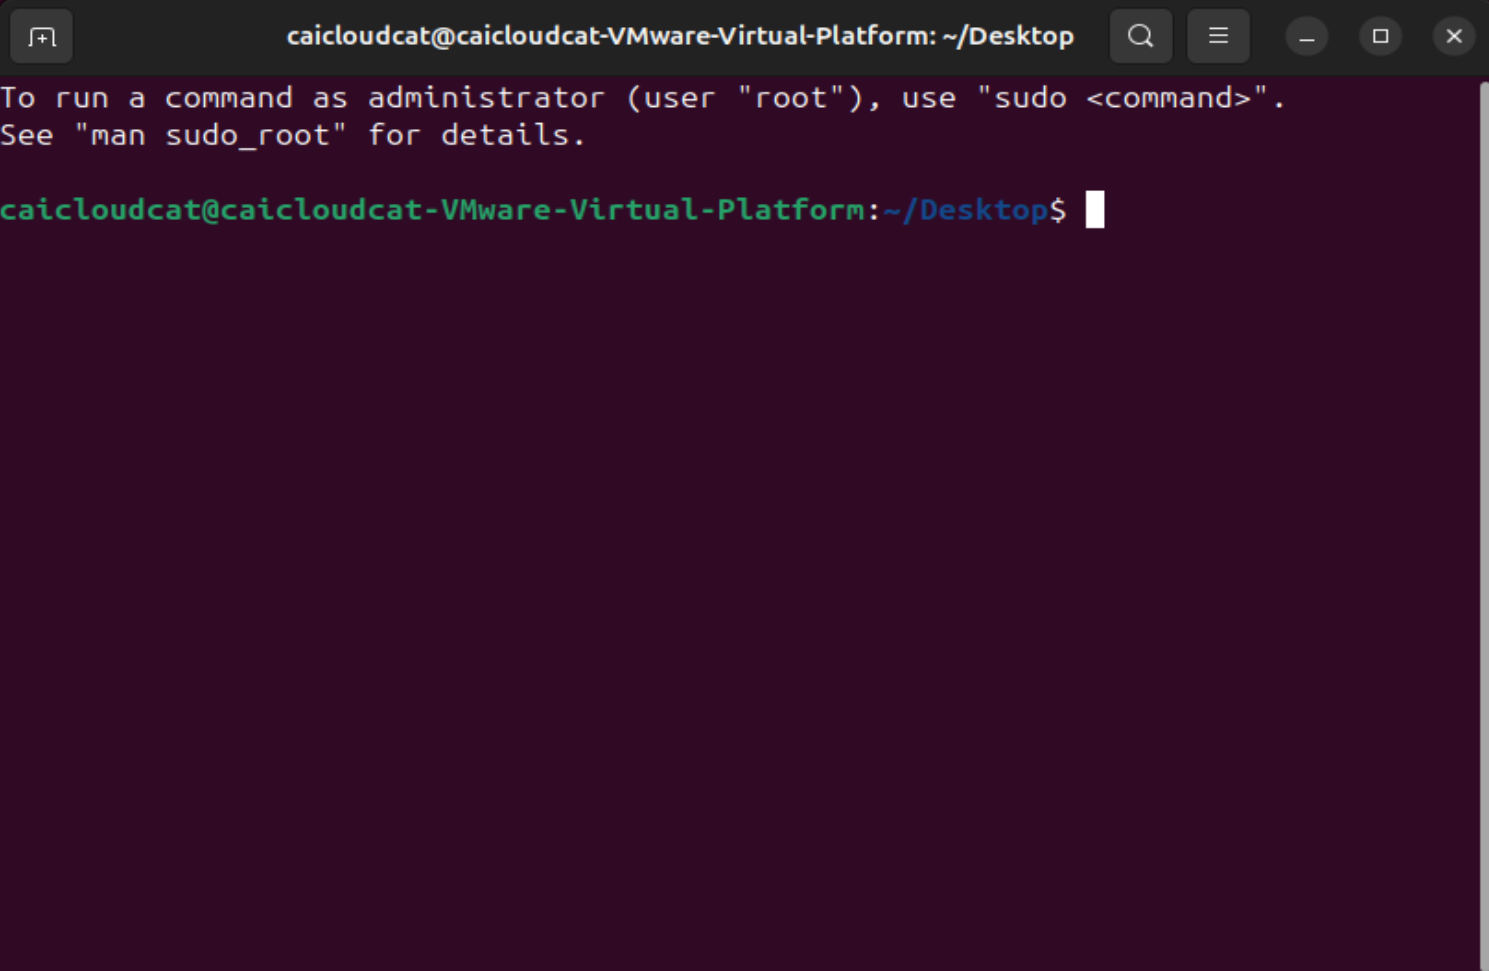 caicloudcat@caicloudcat-VMware-Virtual-Platform: ~/Desktop
To run a command as administrator (user "root"), use "sudo <command>".
See "man sudo_root" for details.
caicloudcat@caicloudcat-VMware-Virtual-Platform:~/Desktop$